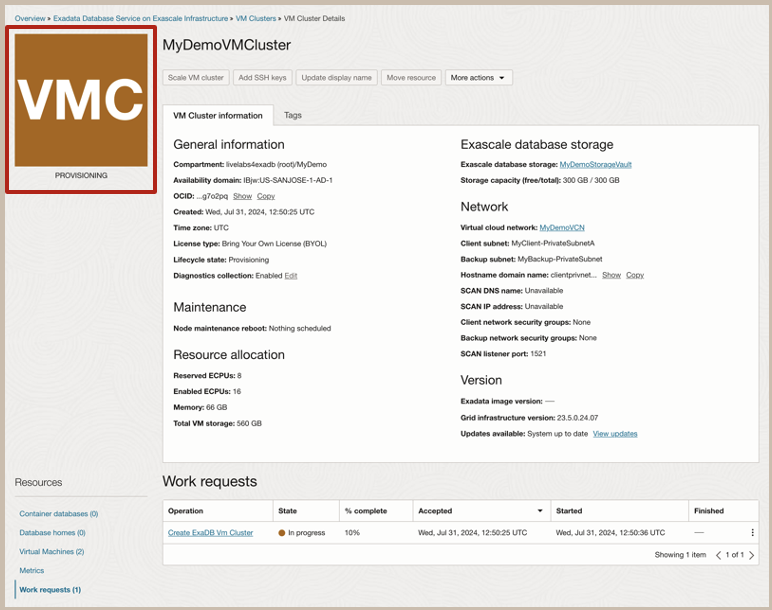 Overview » Exadata Database Service on Exascale Infrastructure » VM Clusters » VM Cluster Details
VMC
PROVISIONING
MyDemoVMCluster
Scale VM cluster Add SSH keys Update display name Move resource More actions
VM Cluster information Tags
General information
Compartment: livelabs4exadb (root)/MyDemo
Availability domain: IBjw:US-SANJOSE-1-AD-1
OCID: ...g7o2pq Show Copy
Created: Wed, Jul 31, 2024, 12:50:25 UTC
Time zone: UTC
License type: Bring Your Own License (BYOL)
Lifecycle state: Provisioning
Diagnostics collection: Enabled Edit
Maintenance
Node maintenance reboot: Nothing scheduled
Resource allocation
Reserved ECPUs: 8
Enabled ECPUs: 16
Memory: 66 GB
Total VM storage: 560 GB
Exascale database storage
Exascale database storage: MyDemoStorageVault
Storage capacity (free/total): 300 GB / 300 GB
Network
Virtual cloud network: MyDemoVCN
Client subnet: MyClient-PrivateSubnetA
Backup subnet: MyBackup-PrivateSubnet
Hostname domain name: clientprivnet... Show Copy
SCAN DNS name: Unavailable
SCAN IP address: Unavailable
Client network security groups: None
Backup network security groups: None
SCAN listener port: 1521
Version
Exadata image version: —
Grid infrastructure version: 23.5.0.24.07
Updates available: System up to date View updates
Resources
Container databases (0)
Database homes (0)
Virtual Machines (2)
Metrics
Work requests (1)
Work requests
Operation State % complete Accepted Started Finished
Create ExaDB Vm Cluster In progress 10% Wed, Jul 31, 2024, 12:50:25 UTC Wed, Jul 31, 2024, 12:50:36 UTC —
Showing 1 item < 1 of 1 >